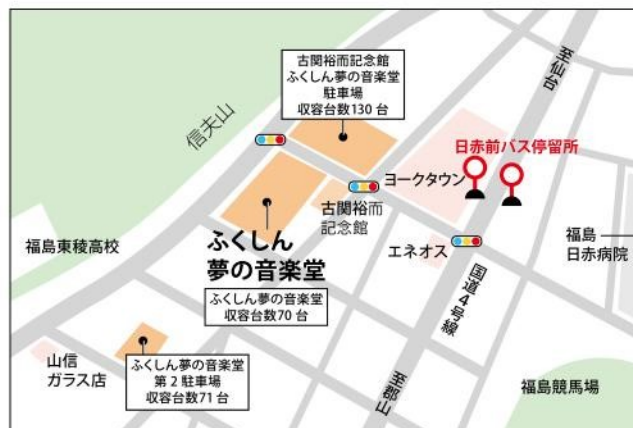 古関裕而記念館
ふくしん夢の音楽堂
駐車場
収容台数130 台
至仙台
信夫山
日赤前バス停留所
ヨークタウン
古関裕而
記念館
エネオス
福島
日赤病院
福島東稜高校
ふくしん
夢の音楽堂
ふくしん夢の音楽堂
収容台数70 台
国道4号線
山信
ガラス店
ふくしん夢の音楽堂
第2駐車場
収容台数71 台
至郡山
福島競馬場